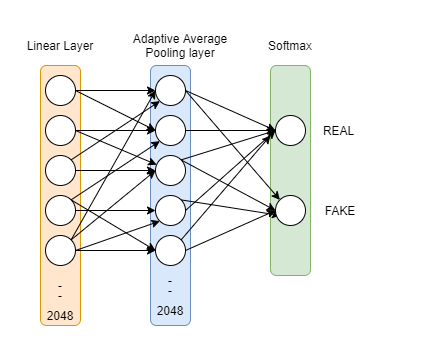 Linear Layer
Adaptive Average
Pooling layer
Softmax
REAL
FAKE
-
-
2048
-
-
2048